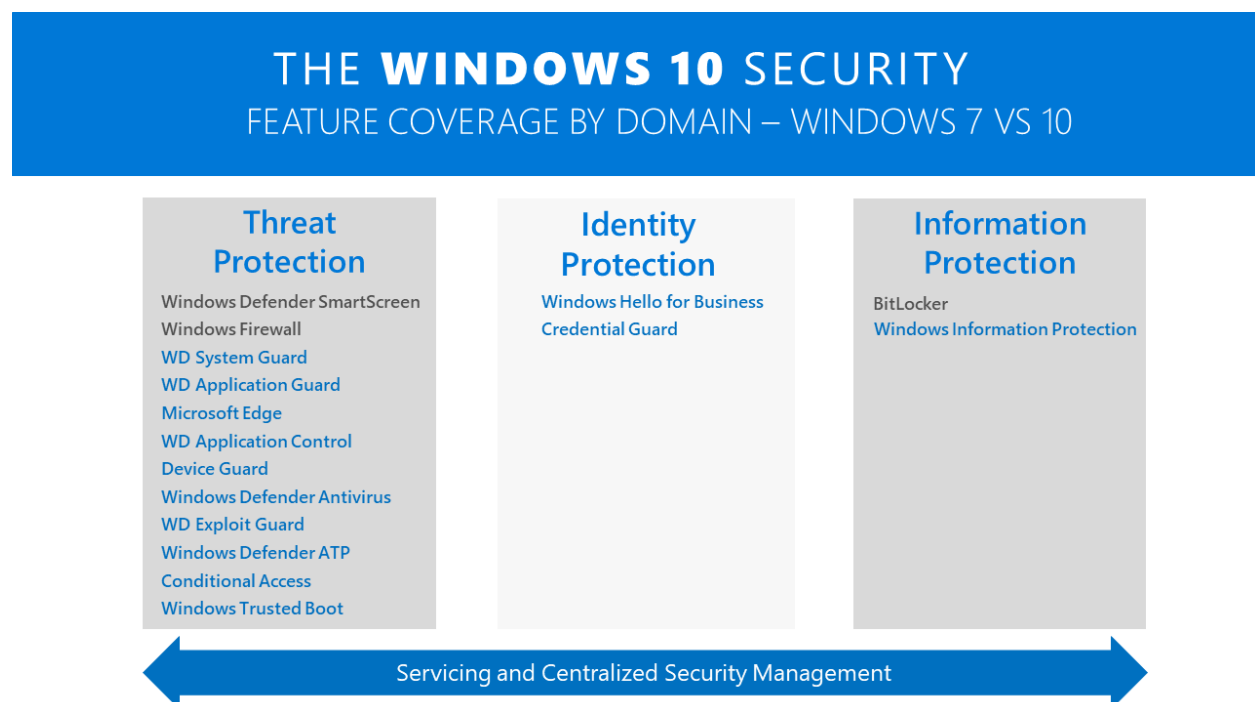 THE WINDOWS 10 SECURITY
FEATURE COVERAGE BY DOMAIN – WINDOWS 7 VS 10
Threat
Protection
Windows Defender SmartScreen
Windows Firewall
WD System Guard
WD Application Guard
Microsoft Edge
WD Application Control
Device Guard
Windows Defender Antivirus
WD Exploit Guard
Windows Defender ATP
Conditional Access
Windows Trusted Boot
Identity
Protection
Windows Hello for Business
Credential Guard
Information
Protection
BitLocker
Windows Information Protection
Servicing and Centralized Security Management